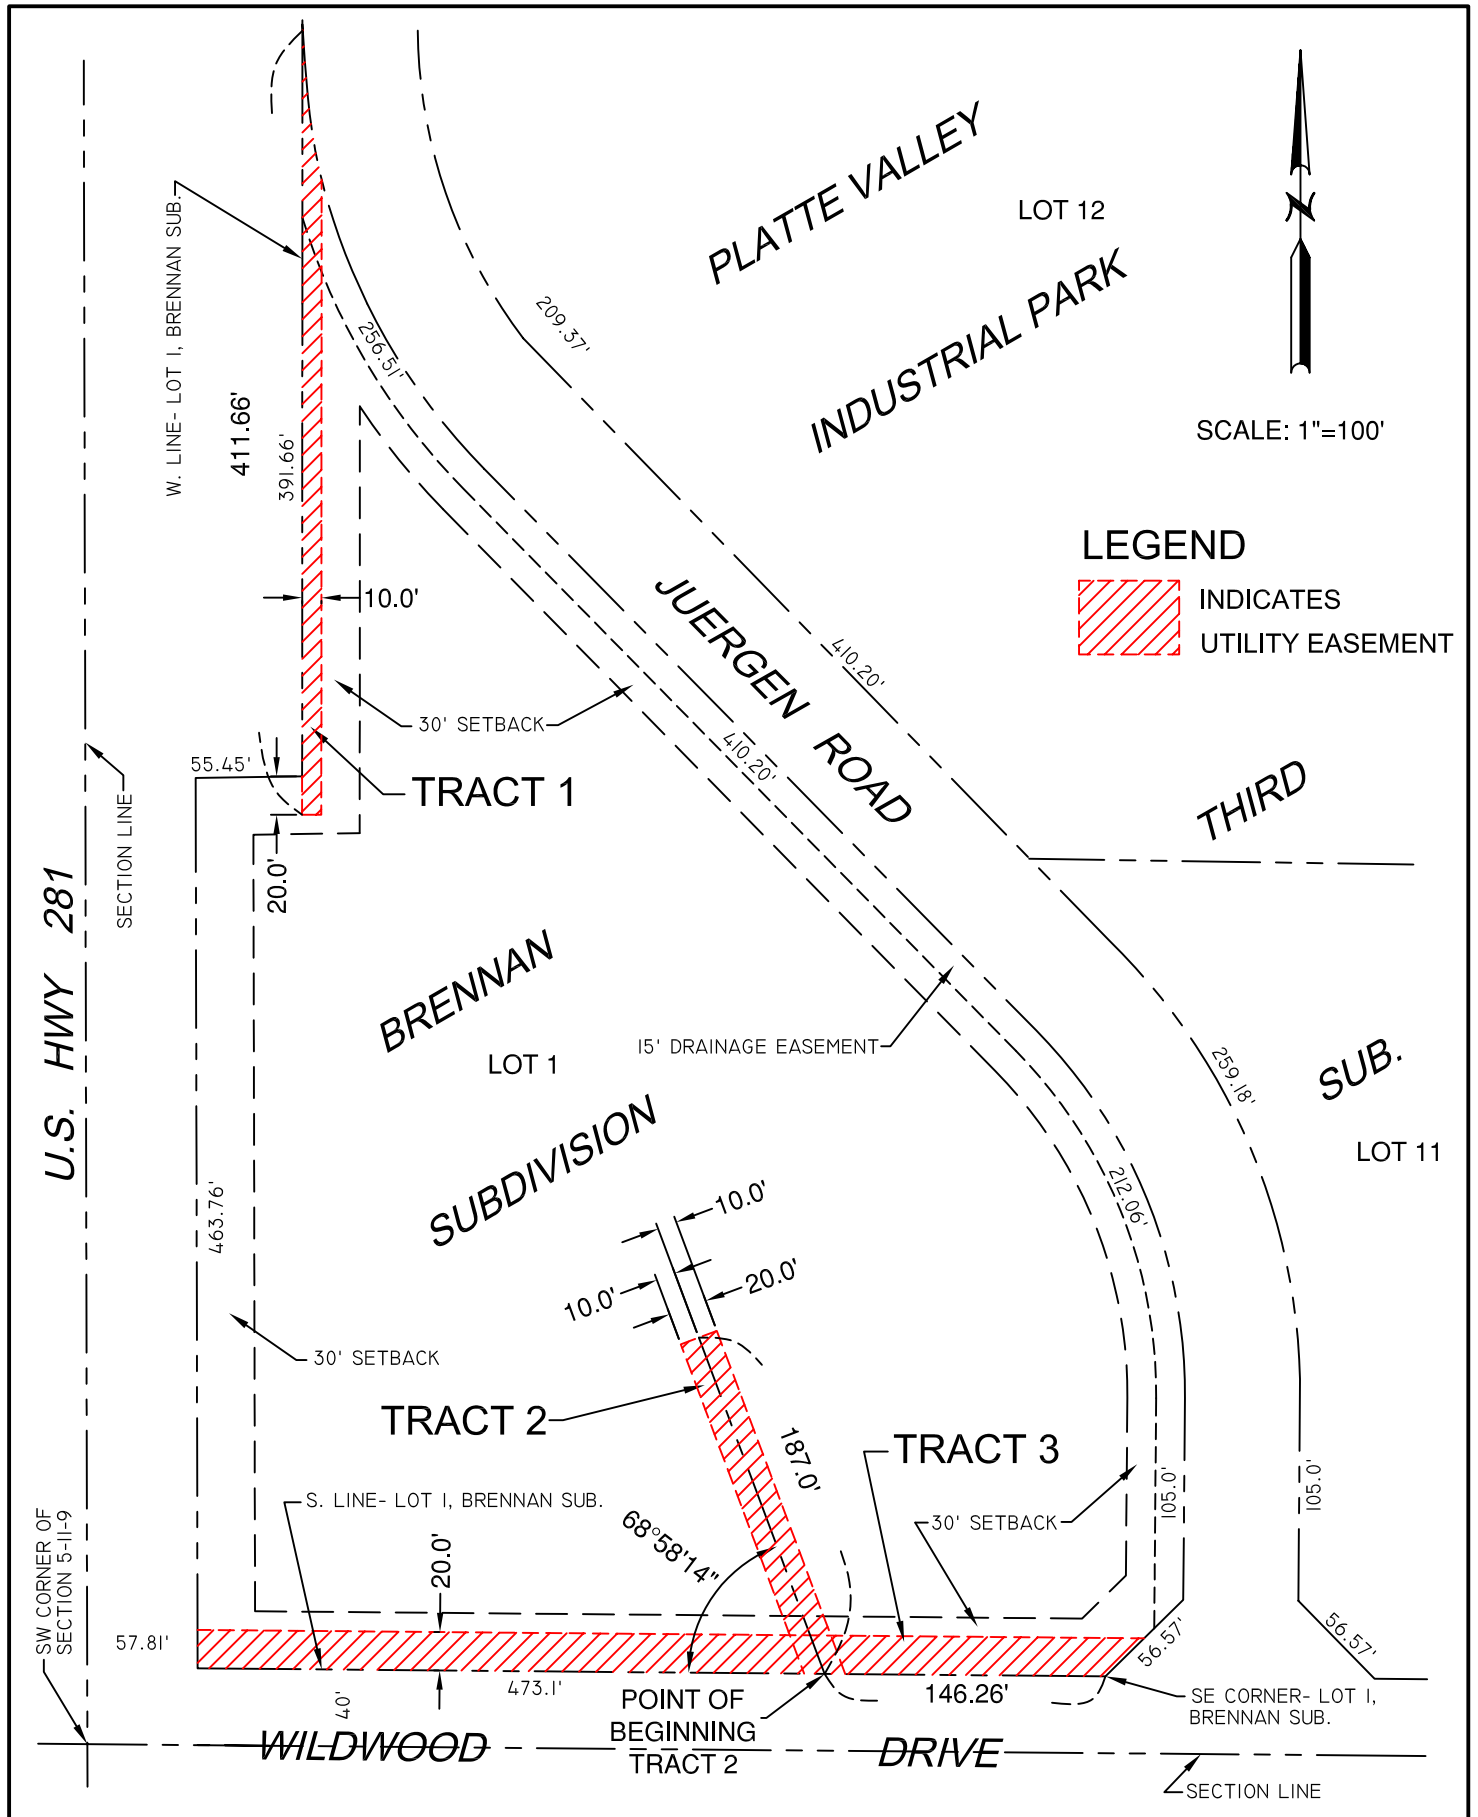 PLATTE VALLEY
LOT 12
INDUSTRIAL PARK
N
SCALE: 1"=100'
LEGEND
INDICATES
UTILITY EASEMENT
W. LINE- LOT 1, BRENNAN SUB.
411.66'
391.66'
256.51'
209.37'
10.0'
30' SETBACK
JUERGEN ROAD
410.20'
410.20'
55.45'
TRACT 1
20.0'
SECTION LINE
U.S. HWY 281
THIRD
SUB.
LOT 11
BRENNAN
LOT 1
SUBDIVISION
15' DRAINAGE EASEMENT
259.18'
212.06'
463.76'
10.0'
20.0'
10.0'
30' SETBACK
TRACT 2
187.0'
TRACT 3
105.0'
105.0'
S. LINE- LOT 1, BRENNAN SUB.
30' SETBACK
68°58'14"
20.0'
SW CORNER OF
SECTION 5-11-9
57.81'
56.57'
56.57'
473.1'
40'
146.26'
POINT OF
BEGINNING
TRACT 2
SE CORNER- LOT 1,
BRENNAN SUB.
WILDWOOD DRIVE
SECTION LINE